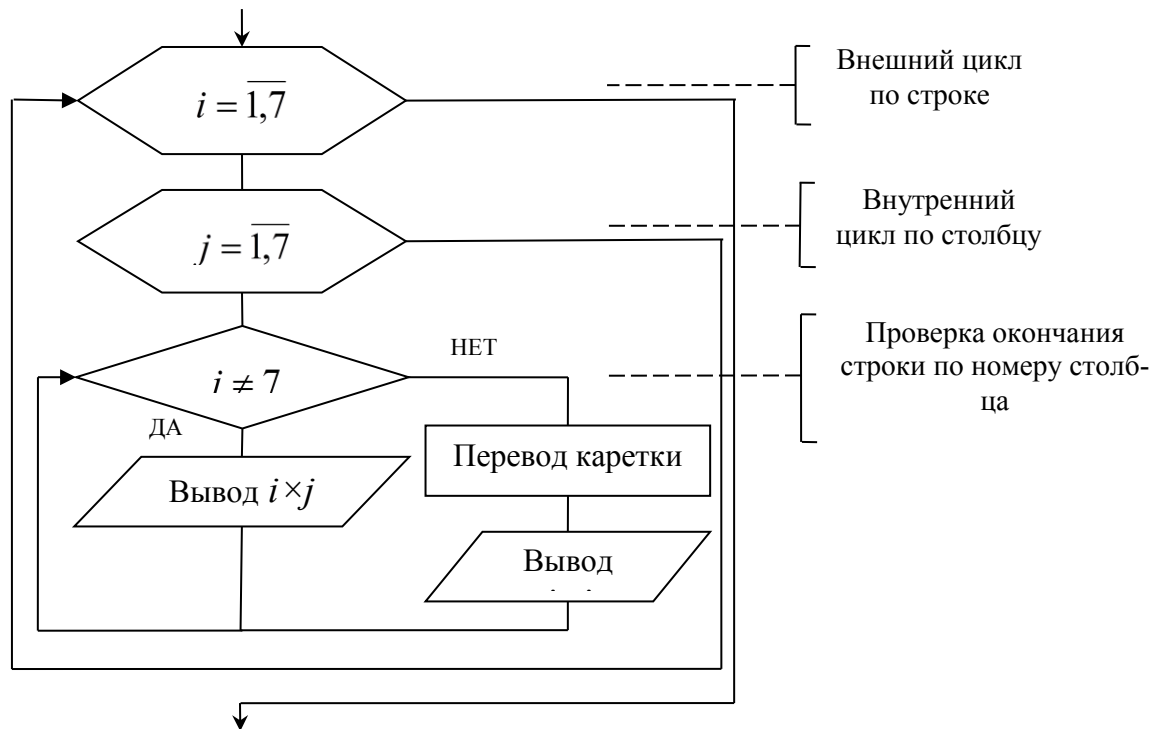 i = 1,7
Внешний цикл
по строке
j = 1,7
Внутренний
цикл по столбцу
i ≠ 7
НЕТ
ДА
Проверка окончания
строки по номеру столб-
ца
Вывод i×j
Перевод каретки
Вывод